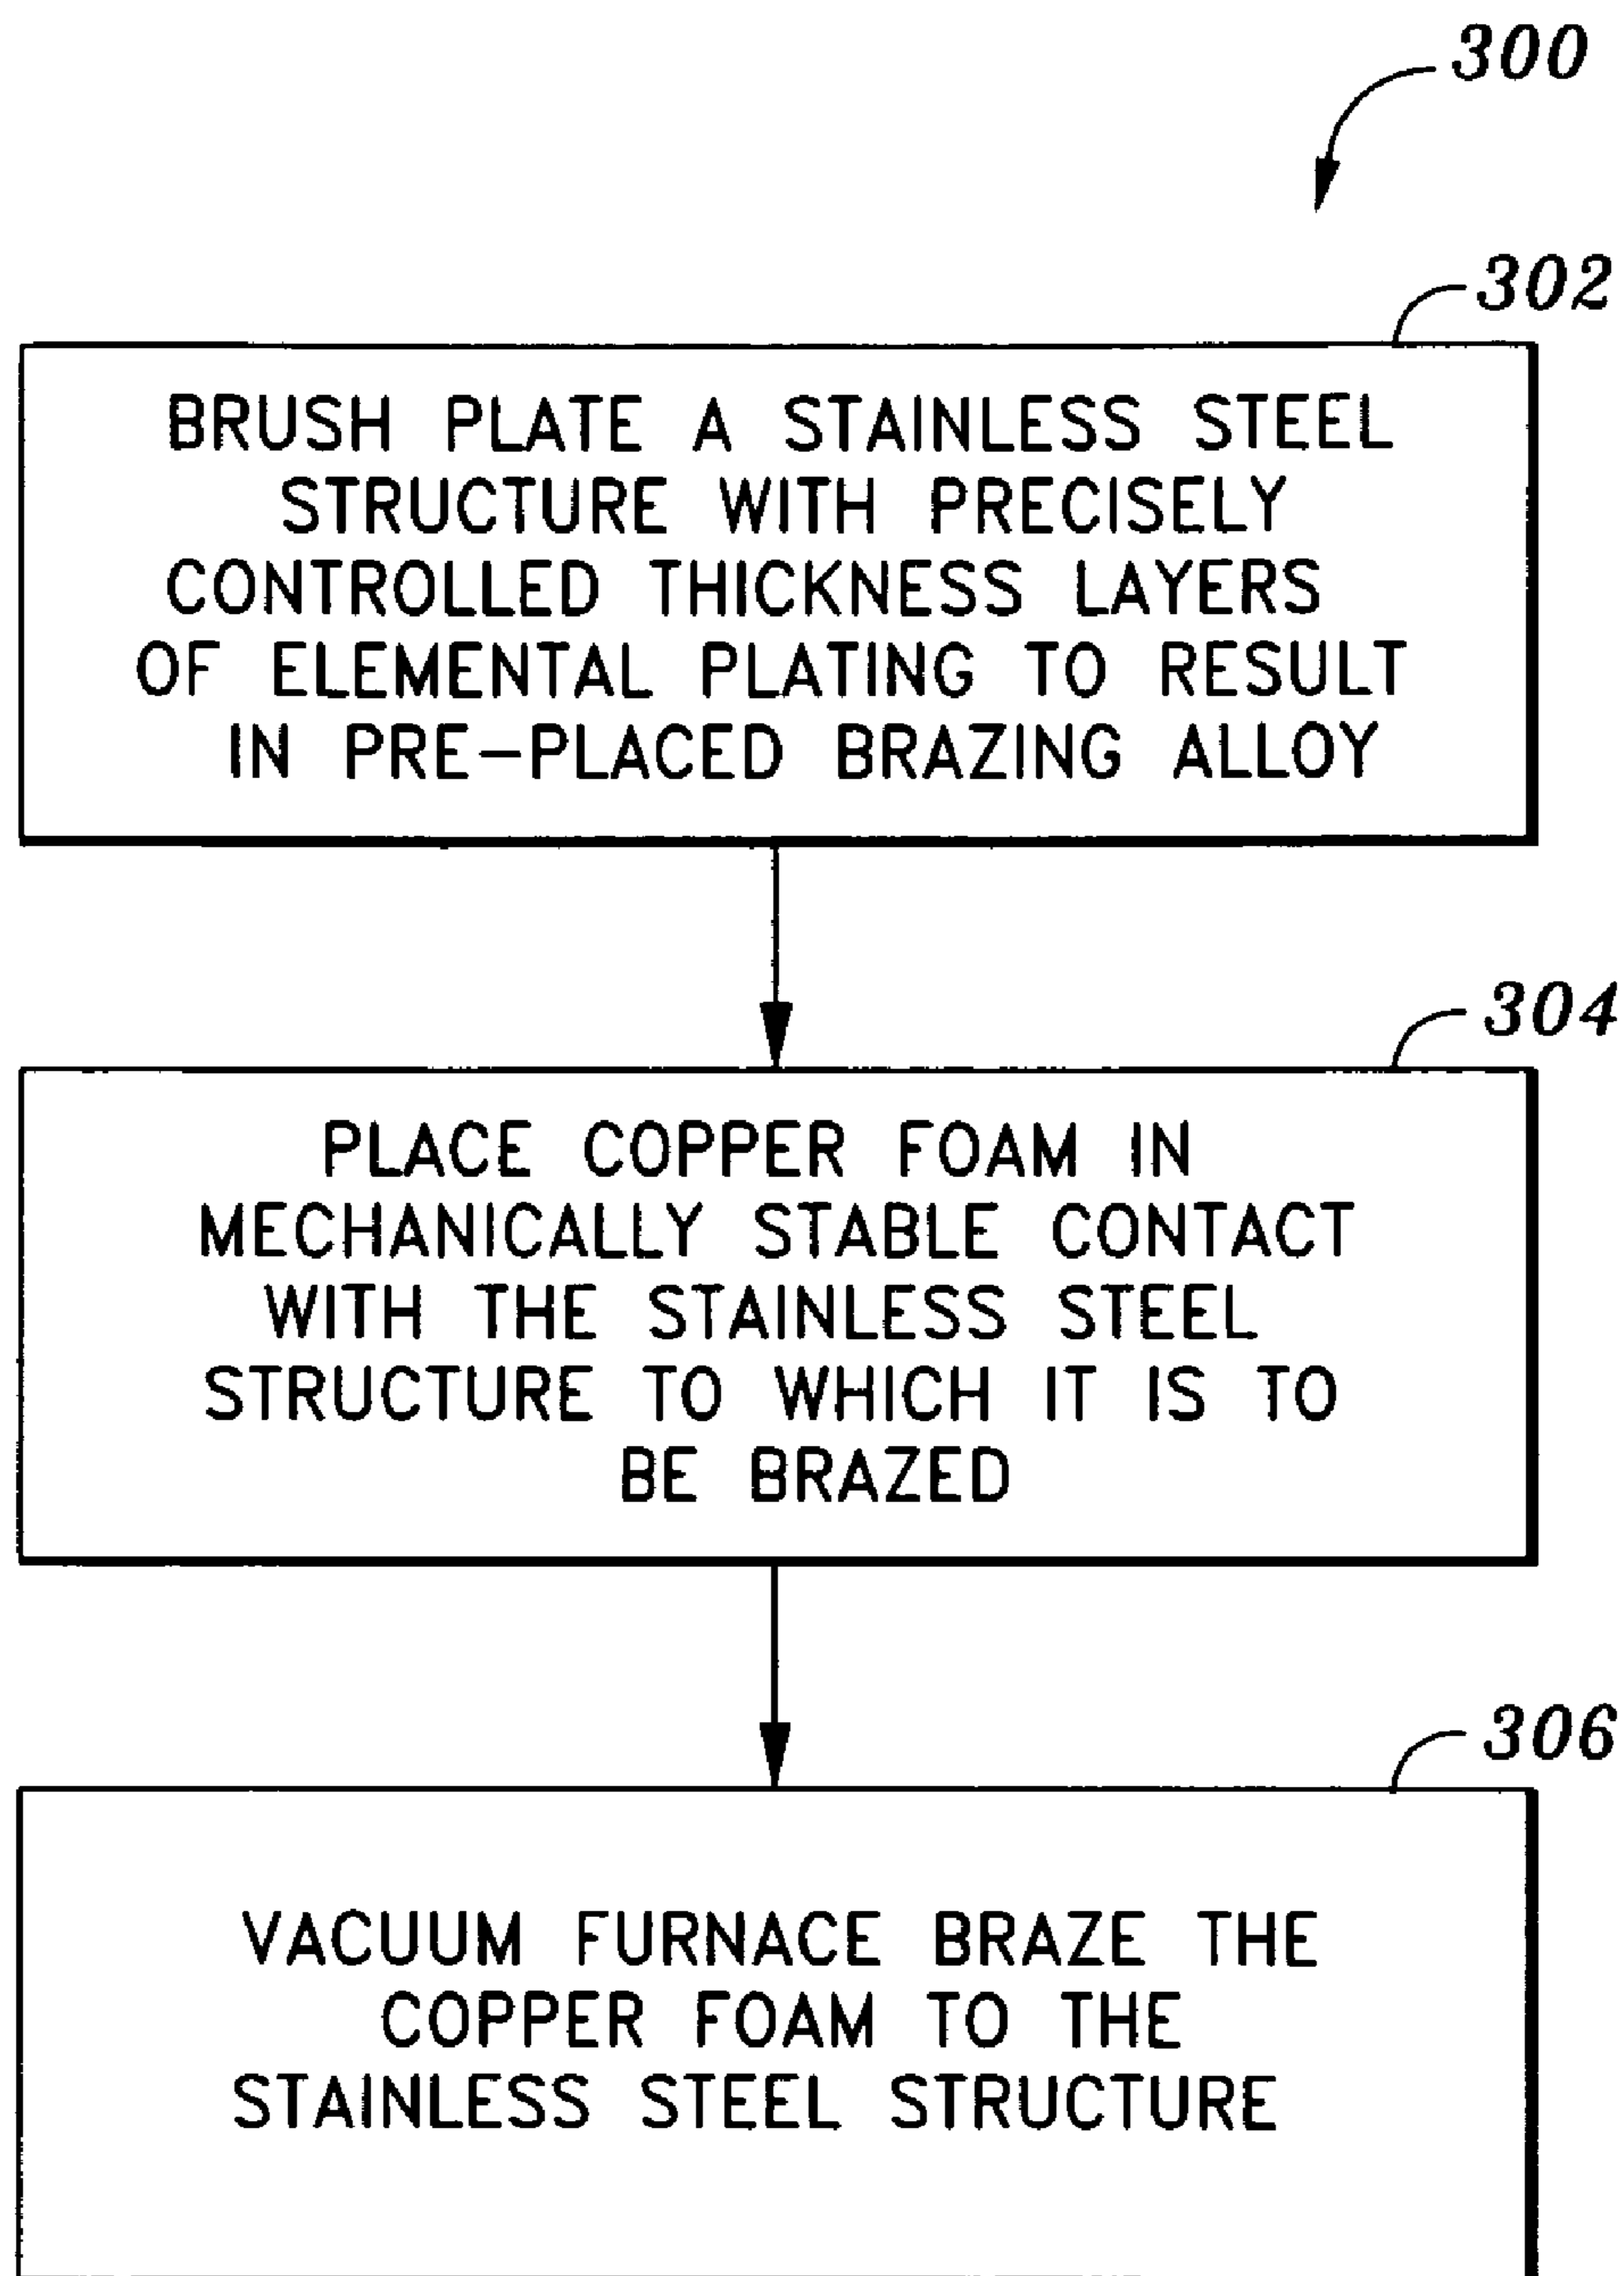 300
302
BRUSH PLATE A STAINLESS STEEL
STRUCTURE WITH PRECISELY
CONTROLLED THICKNESS LAYERS
OF ELEMENTAL PLATING TO RESULT
IN PRE-PLACED BRAZING ALLOY
304
PLACE COPPER FOAM IN
MECHANICALLY STABLE CONTACT
WITH THE STAINLESS STEEL
STRUCTURE TO WHICH IT IS TO
BE BRAZED
306
VACUUM FURNACE BRAZE THE
COPPER FOAM TO THE
STAINLESS STEEL STRUCTURE